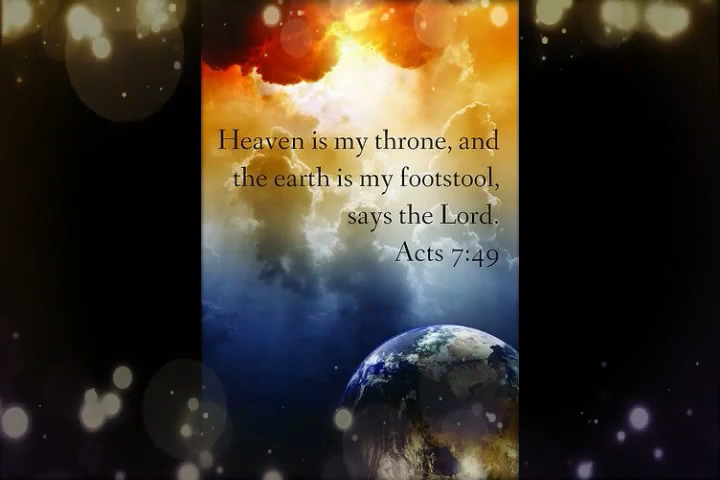 Heaven is my throne, and
the earth is my footstool,
says the Lord.
Acts 7:49